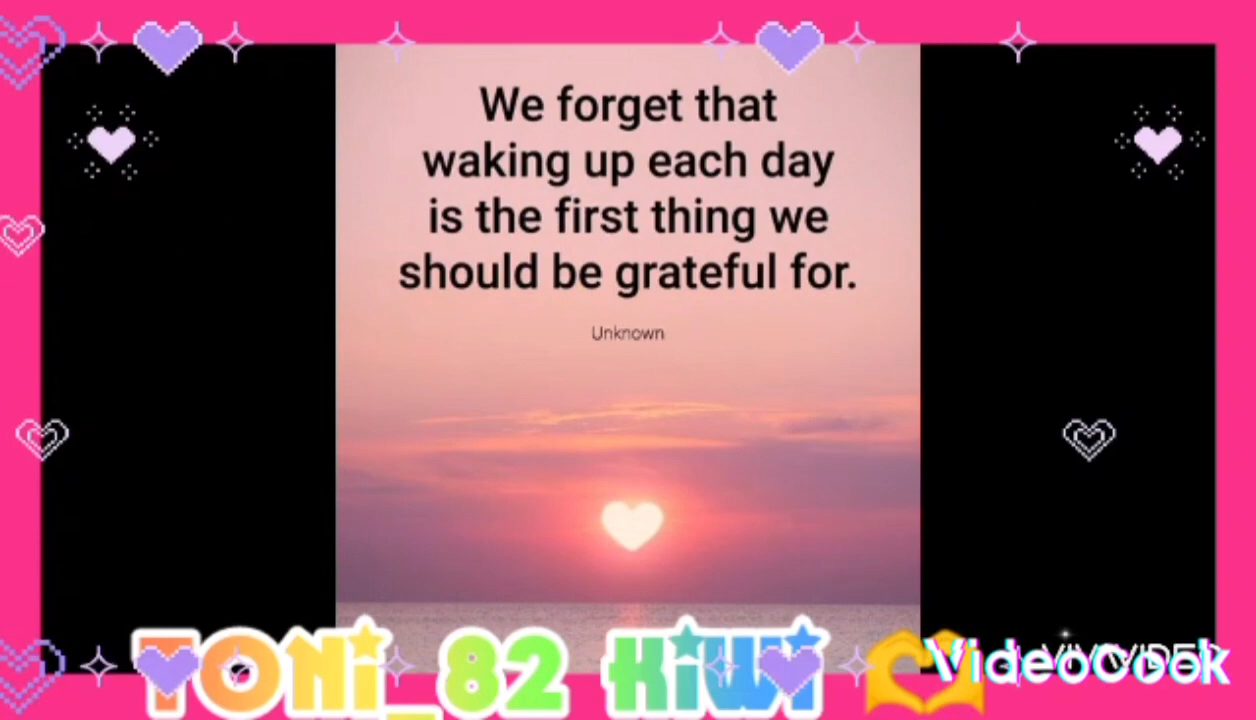 We forget that
waking up each day
is the first thing we
should be grateful for.
Unknown
TONi_82 KiWi
VideoCook